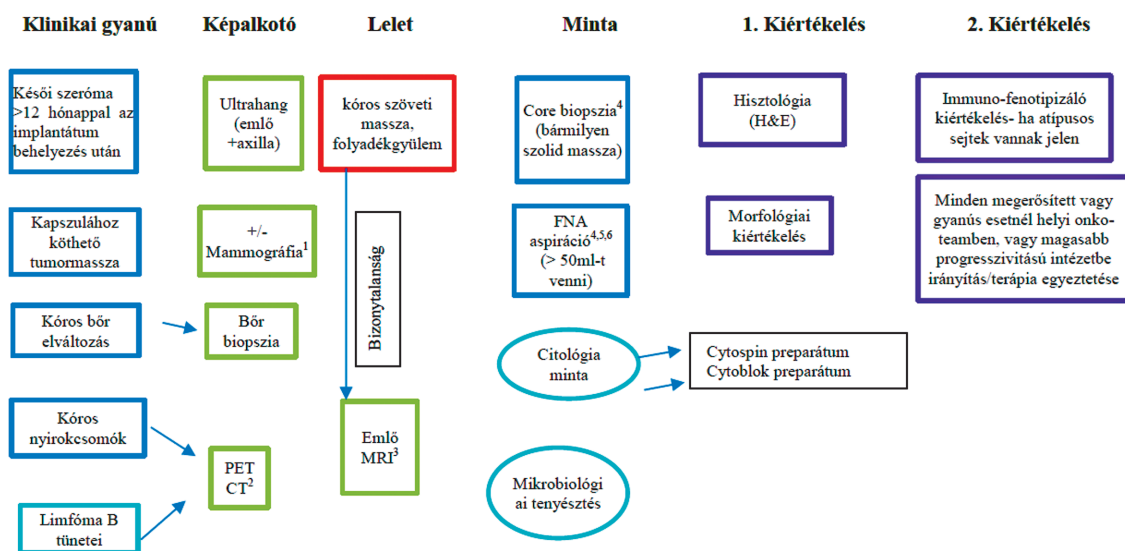 Klinikai gyanú
Képalkotó
Lelet
Minta
1. Kiértékelés
2. Kiértékelés
Késői szeróma
>12 hónappal az
implantátum
behelyezés után
Kapszulához
köthető
tumormassza
Kóros bőr
elváltozás
Kóros
nyirokcsomók
Limfóma B
tünetei
Ultrahang
(emlő
+axilla)
+/-
Mammográfia¹
Bőr
biopszia
PET
CT²
kóros szöveti
massza,
folyadékgyülem
Bizonytalanság
Emlő
MRI³
Core biopszia⁴
(bármilyen
szolid massza)
FNA
aspiráció⁴,⁵,⁶
(> 50ml-t
venni)
Citológia
minta
Mikrobiológi
ai tenyésztés
Hisztológia
(H&E)
Morfológiai
kiértékelés
Cytospin preparátum
Cytoblok preparátum
Immuno-fenotipizáló
kiértékelés- ha atípusos
sejtek vannak jelen
Minden megerősített vagy
gyanús esetnél helyi onko-
teamben, vagy magasabb
progresszivitású intézetbe
irányítás/terápia egyeztetése